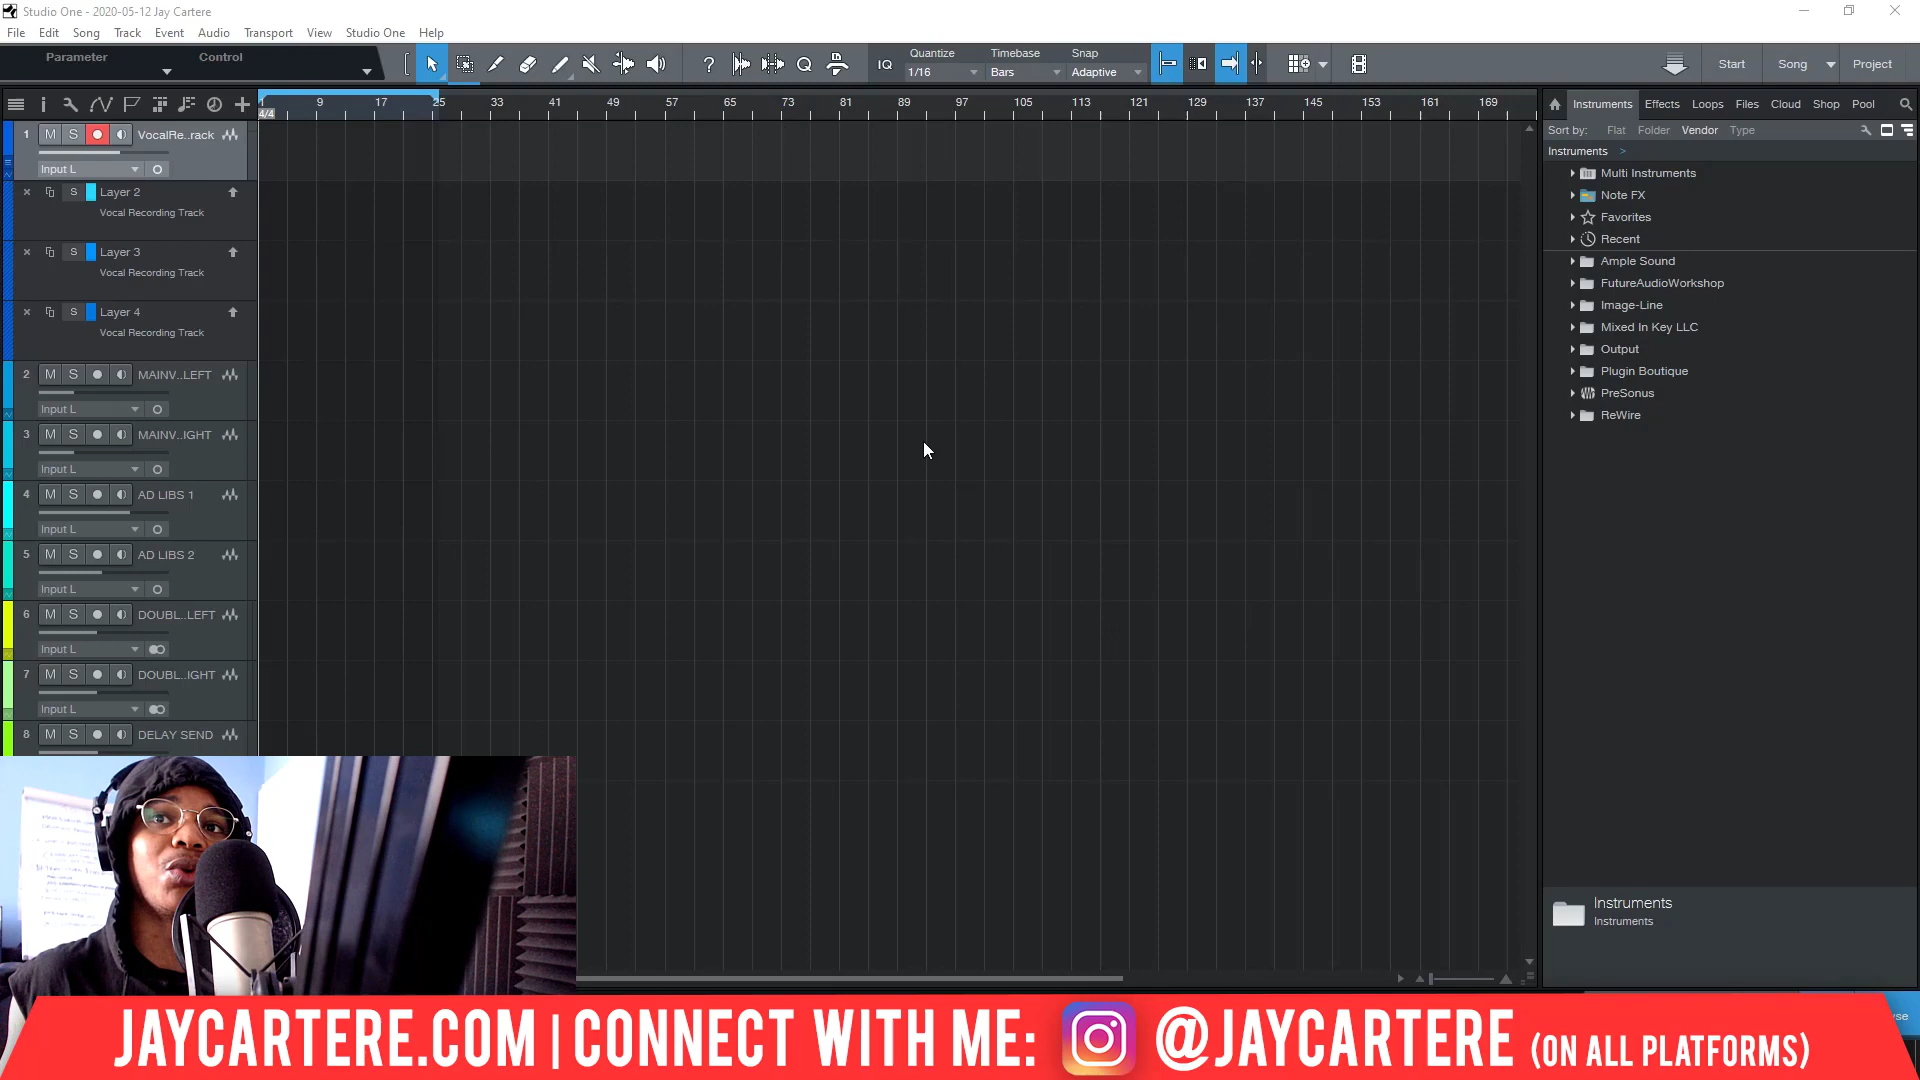 Studio One - 2020-05-12 Jay Cartere
File Edit Song Track Event Audio Transport View Studio One Help
Parameter Control
IQ
Quantize 1/16
Timebase Bars
Snap Adaptive
Start Song Project
1 9 17 25 33 41 49 57 65 73 81 89 97 105 113 121 129 137 145 153 161 169
4/4
1 M S VocalRe..rack
Input L
S Layer 2
Vocal Recording Track
S Layer 3
Vocal Recording Track
S Layer 4
Vocal Recording Track
2 M S MAINV..LEFT
Input L
3 M S MAINV..IGHT
Input L
4 M S AD LIBS 1
Input L
5 M S AD LIBS 2
Input L
6 M S DOUBL..LEFT
Input L
7 M S DOUBL..IGHT
Input L
8 M S DELAY SEND
Instruments Effects Loops Files Cloud Shop Pool
Sort by: Flat Folder Vendor Type
Instruments >
Multi Instruments
Note FX
Favorites
Recent
Ample Sound
FutureAudioWorkshop
Image-Line
Mixed In Key LLC
Output
Plugin Boutique
PreSonus
ReWire
Instruments
Instruments
JAYCARTERE.COM | CONNECT WITH ME: @JAYCARTERE (ON ALL PLATFORMS)